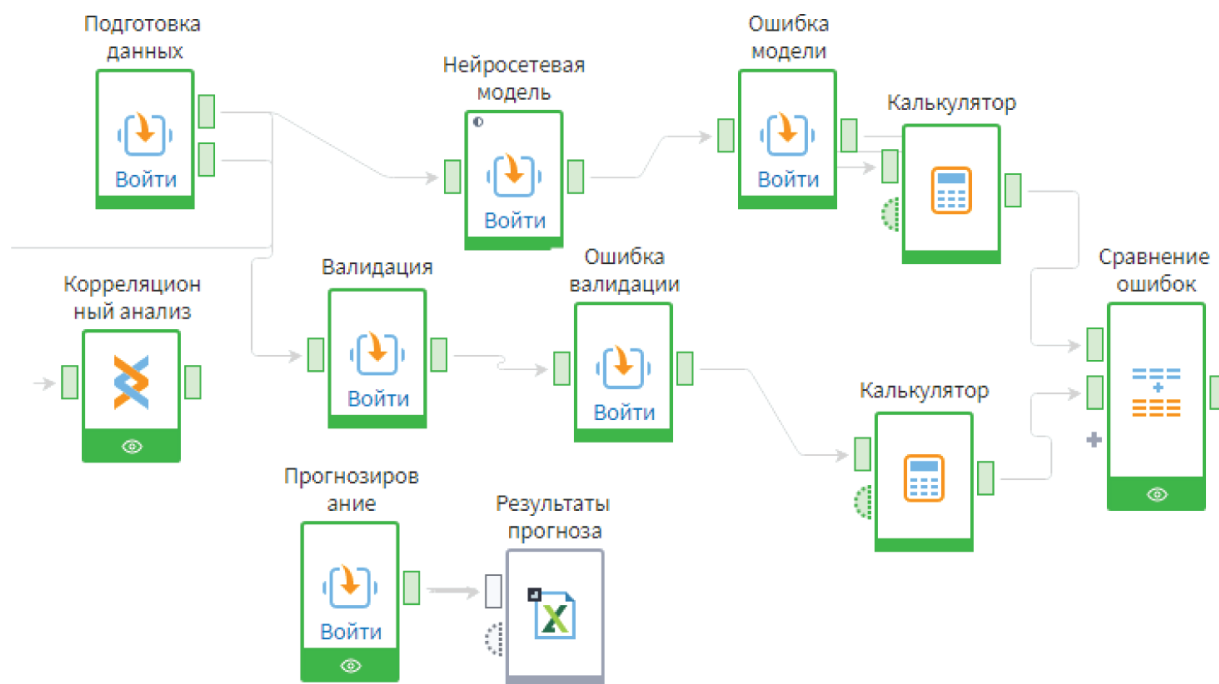 Подготовка
данных
Войти
Нейросетевая
модель
Войти
Ошибка
модели
Войти
Калькулятор
Корреляцион
ный анализ
Валидация
Войти
Ошибка
валидации
Войти
Калькулятор
Сравнение
ошибок
Прогнозиров
ание
Войти
Результаты
прогноза